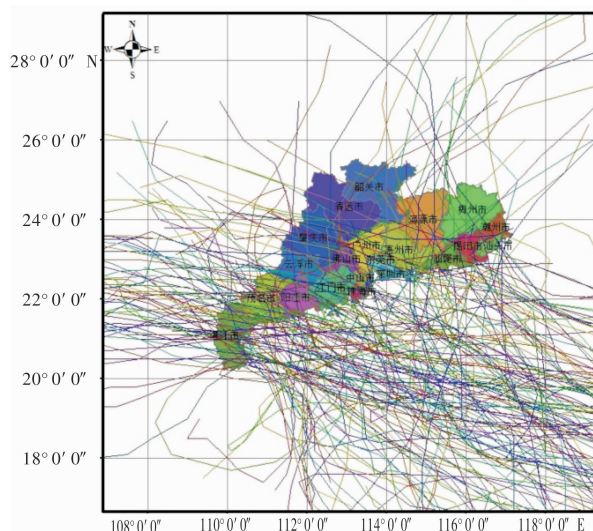 N
W E
S
28° 0′ 0″ N
26° 0′ 0″
24° 0′ 0″
22° 0′ 0″
20° 0′ 0″
18° 0′ 0″
韶关市
清远市
河源市
梅州市
潮州市
肇庆市
广州市
惠州市
揭阳市 汕头市
云浮市
佛山市
东莞市
汕尾市
深圳市
中山市
江门市
珠海市
茂名市
阳江市
湛江市
108° 0′ 0″ 110° 0′ 0″ 112° 0′ 0″ 114° 0′ 0″ 116° 0′ 0″ 118° 0′ 0″ E